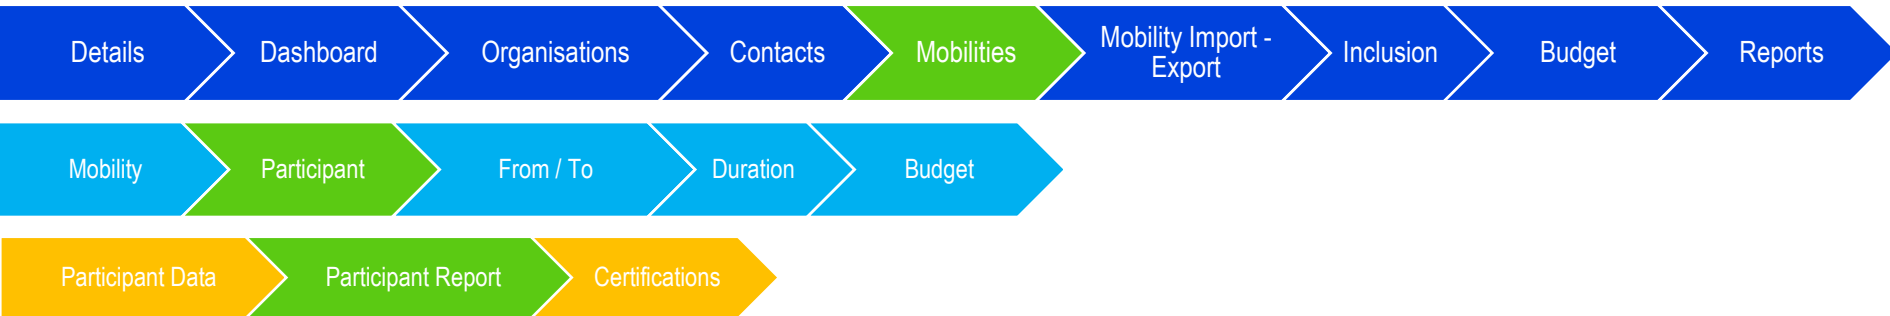 Details
Dashboard
Organisations
Contacts
Mobilities
Mobility Import -
Export
Inclusion
Budget
Reports
Mobility
Participant
From / To
Duration
Budget
Participant Data
Participant Report
Certifications